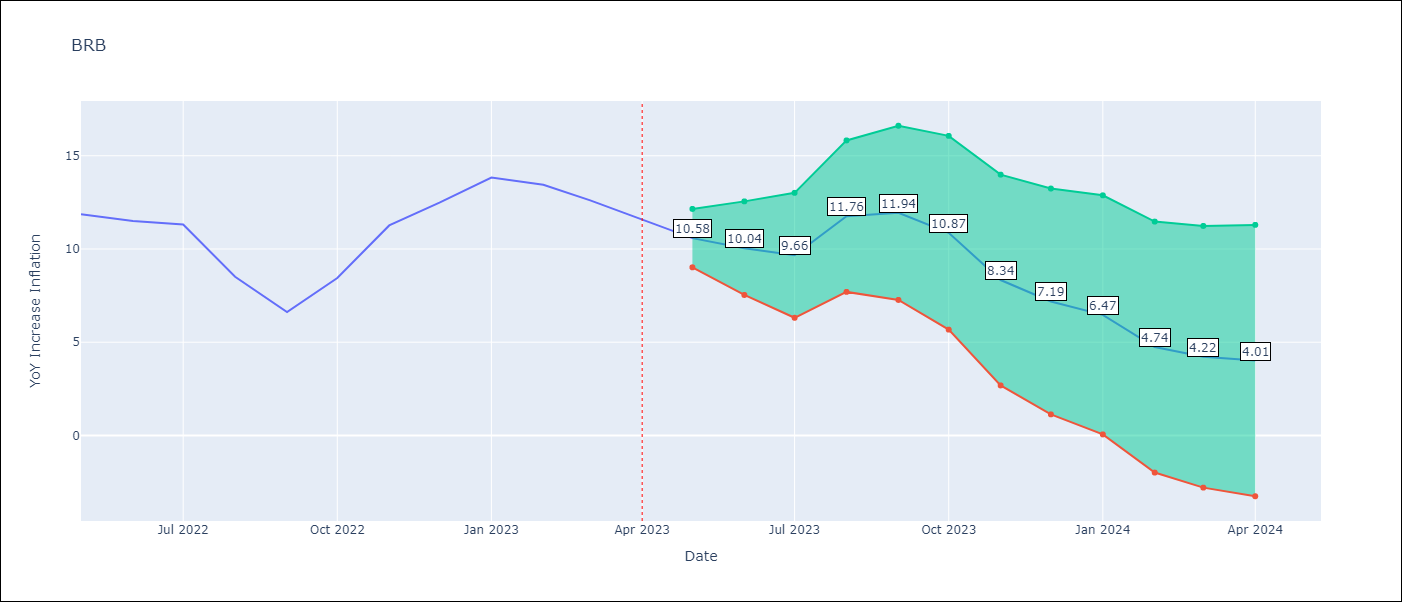 BRB
YoY Increase Inflation
15
10
5
0
10.58
10.04
9.66
11.76
11.94
10.87
8.34
7.19
6.47
4.74
4.22
4.01
Jul 2022
Oct 2022
Jan 2023
Apr 2023
Jul 2023
Oct 2023
Jan 2024
Apr 2024
Date